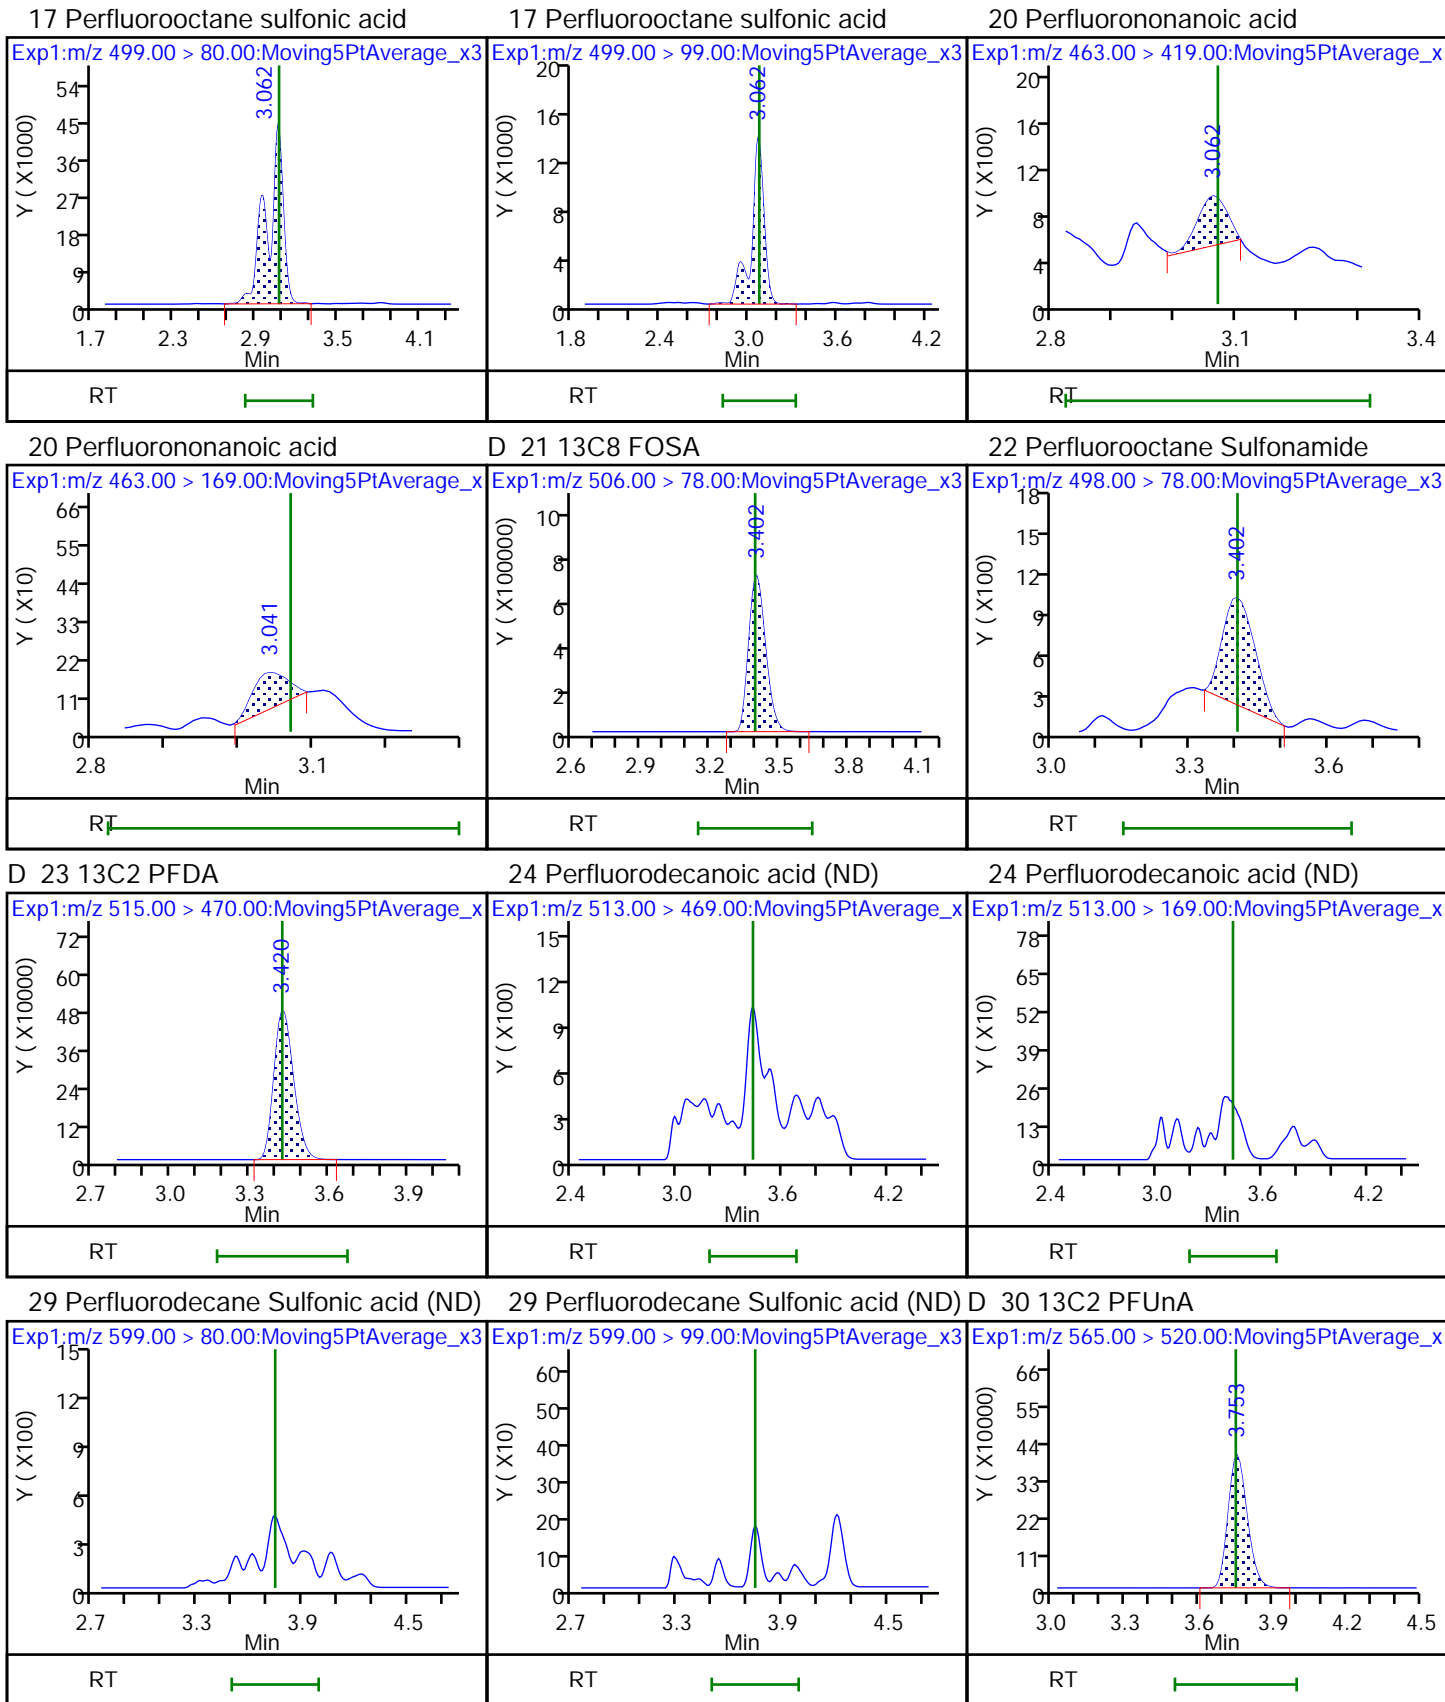 17 Perfluorooctane sulfonic acid
Exp1:m/z 499.00 > 80.00:Moving5PtAverage_x3
Y ( X1000)
54
45
36
27
18
9
0
3.062
1.7 2.3 2.9 3.5 4.1
Min
RT
17 Perfluorooctane sulfonic acid
Exp1:m/z 499.00 > 99.00:Moving5PtAverage_x3
Y ( X1000)
20
16
12
8
4
0
3.062
1.8 2.4 3.0 3.6 4.2
Min
RT
20 Perfluorononanoic acid
Exp1:m/z 463.00 > 419.00:Moving5PtAverage_x
Y ( X100)
20
16
12
8
4
0
3.062
2.8 3.1 3.4
Min
RT
20 Perfluorononanoic acid
Exp1:m/z 463.00 > 169.00:Moving5PtAverage_x
Y ( X10)
66
55
44
33
22
11
0
3.041
2.8 3.1
Min
RT
D 21 13C8 FOSA
Exp1:m/z 506.00 > 78.00:Moving5PtAverage_x3
Y ( X100000)
10
8
6
4
2
0
3.402
2.6 2.9 3.2 3.5 3.8 4.1
Min
RT
22 Perfluorooctane Sulfonamide
Exp1:m/z 498.00 > 78.00:Moving5PtAverage_x3
Y ( X100)
18
15
12
9
6
3
0
3.402
3.0 3.3 3.6
Min
RT
D 23 13C2 PFDA
Exp1:m/z 515.00 > 470.00:Moving5PtAverage_x
Y ( X10000)
72
60
48
36
24
12
0
3.420
2.7 3.0 3.3 3.6 3.9
Min
RT
24 Perfluorodecanoic acid (ND)
Exp1:m/z 513.00 > 469.00:Moving5PtAverage_x
Y ( X100)
15
12
9
6
3
0
2.4 3.0 3.6 4.2
Min
RT
24 Perfluorodecanoic acid (ND)
Exp1:m/z 513.00 > 169.00:Moving5PtAverage_x
Y ( X10)
78
65
52
39
26
13
0
2.4 3.0 3.6 4.2
Min
RT
29 Perfluorodecane Sulfonic acid (ND)
Exp1:m/z 599.00 > 80.00:Moving5PtAverage_x3
Y ( X100)
15
12
9
6
3
0
2.7 3.3 3.9 4.5
Min
RT
29 Perfluorodecane Sulfonic acid (ND)
Exp1:m/z 599.00 > 99.00:Moving5PtAverage_x3
Y ( X10)
60
50
40
30
20
10
0
2.7 3.3 3.9 4.5
Min
RT
D 30 13C2 PFUnA
Exp1:m/z 565.00 > 520.00:Moving5PtAverage_x
Y ( X10000)
66
55
44
33
22
11
0
3.753
3.0 3.3 3.6 3.9 4.2 4.5
Min
RT